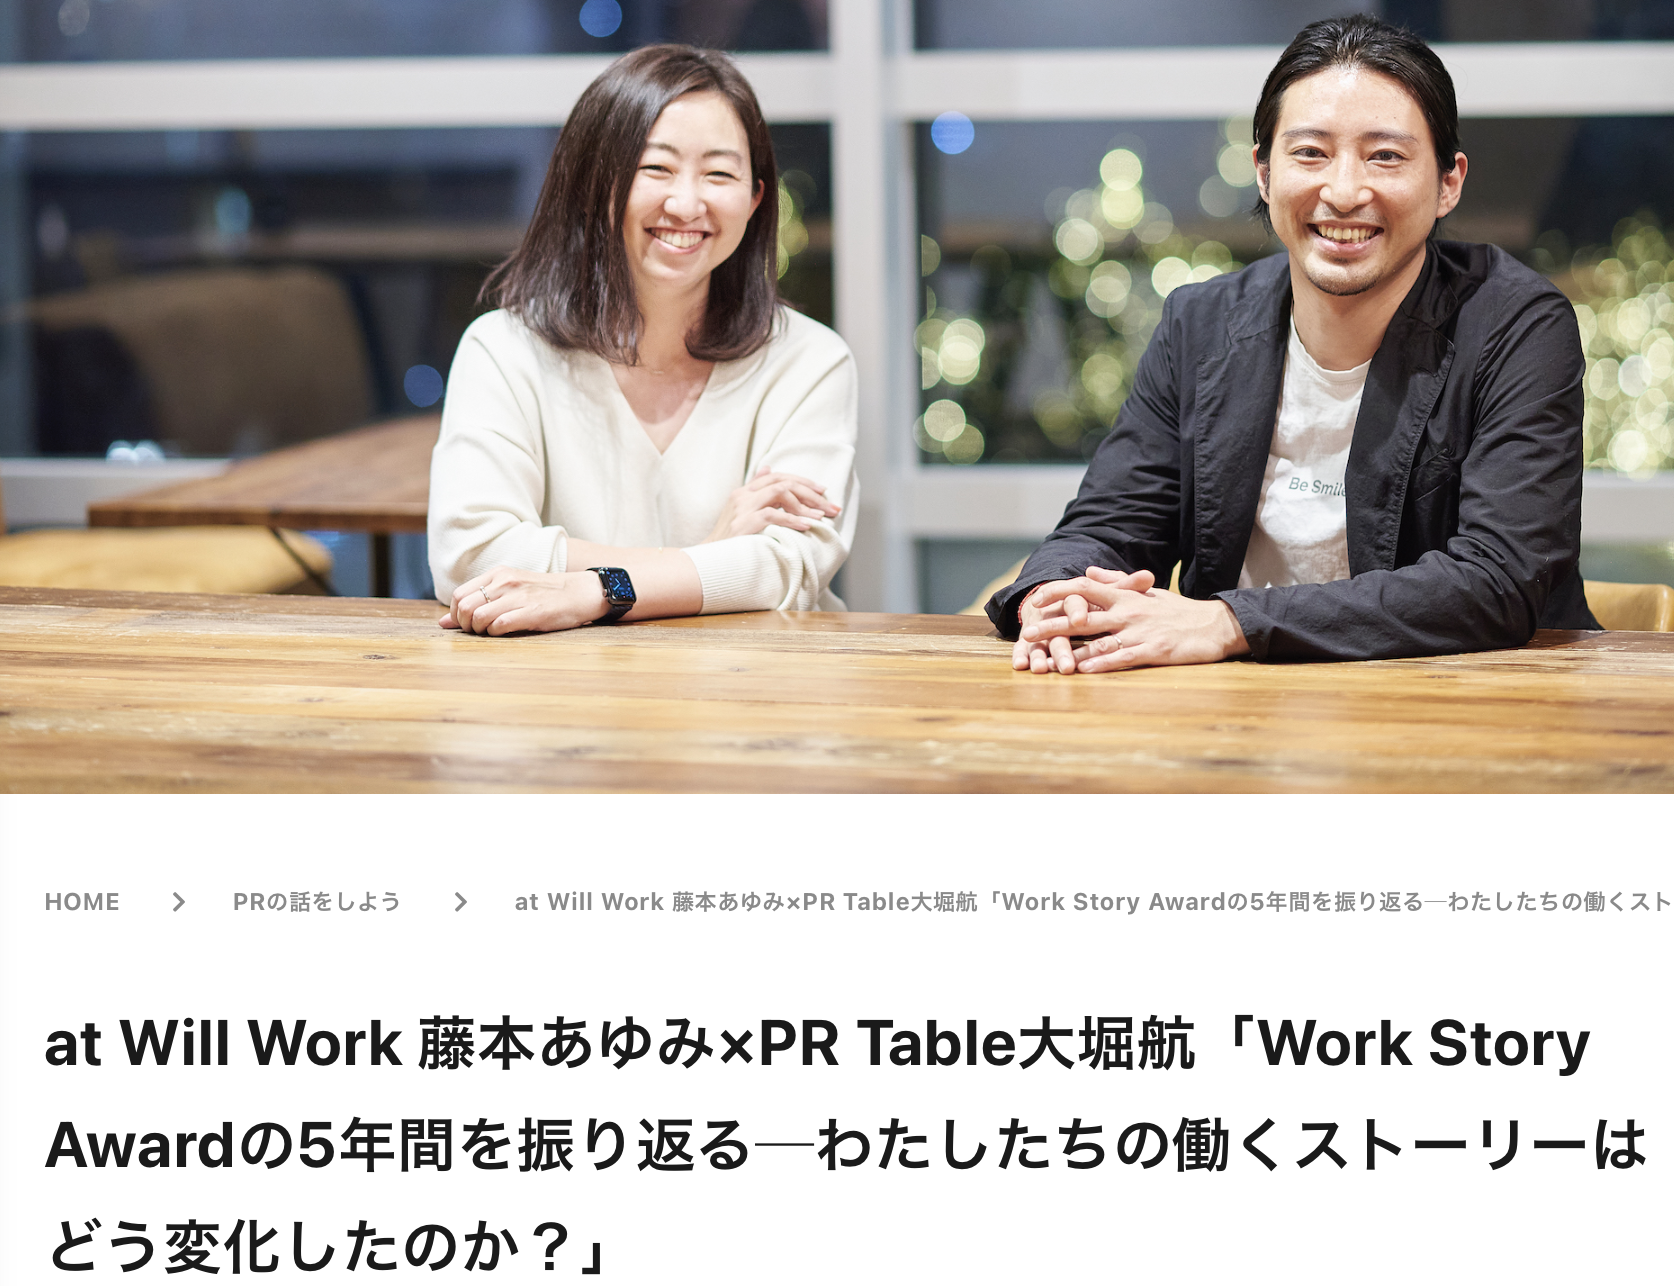 Be Smile
HOME > PRの話をしよう > at Will Work 藤本あゆみ×PR Table大堀航「Work Story Awardの5年間を振り返る─わたしたちの働くスト
at Will Work 藤本あゆみ×PR Table大堀航「Work Story
Awardの5年間を振り返る─わたしたちの働くストーリーは
どう変化したのか？」